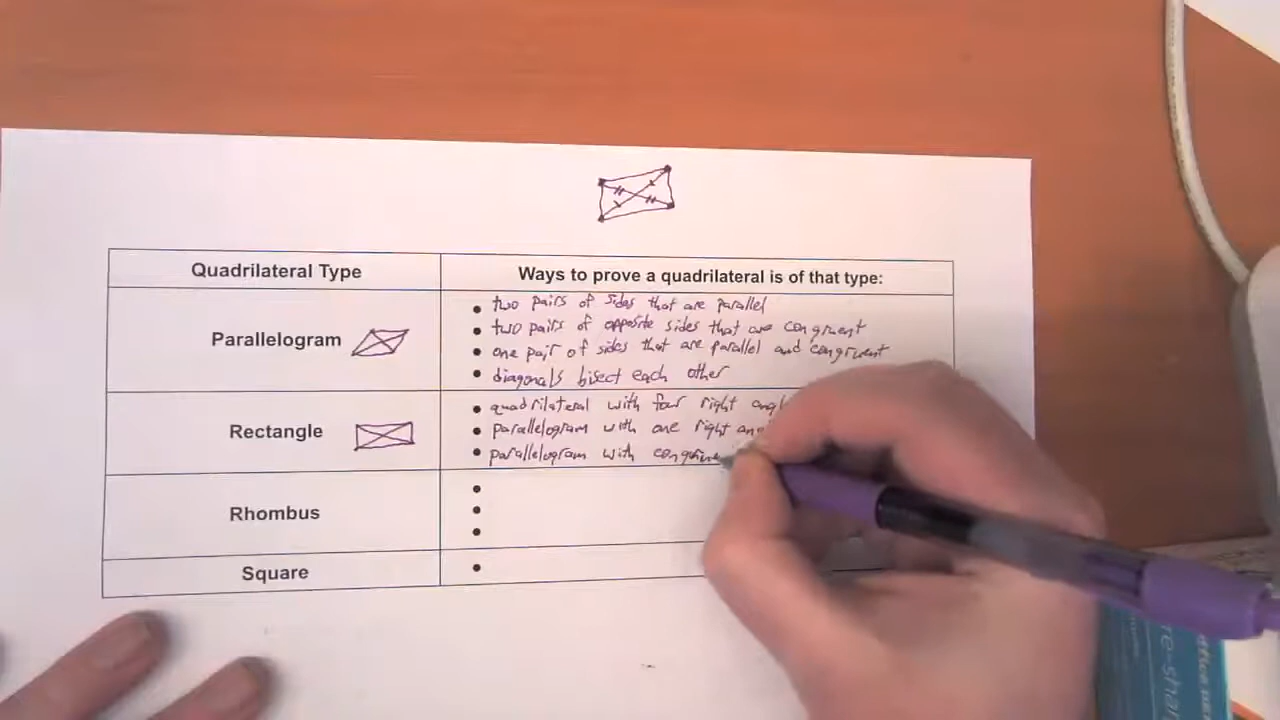 Quadrilateral Type
Ways to prove a quadrilateral is of that type:
Parallelogram
• two pairs of sides that are parallel
• two pairs of opposite sides that are congruent
• one pair of sides that are parallel and congruent
• diagonals bisect each other
Rectangle
• quadrilateral with four right angl
• parallelogram with one right ang
• parallelogram with
Rhombus
•
•
•
Square
•